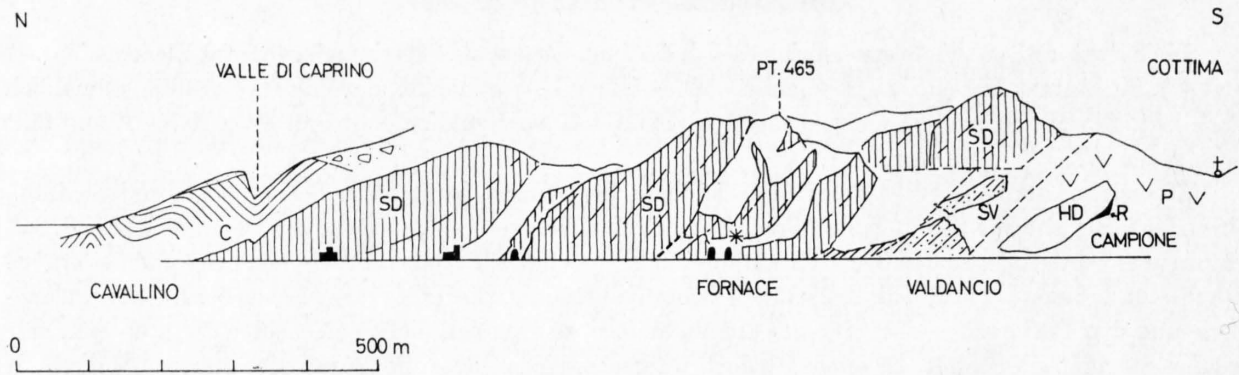 N
S
VALLE DI CAPRINO
PT. 465
COTTIMA
SD
SD
SD
C
SV
HD
R
P
CAMPIONE
CAVALLINO
FORNACE
VALDANCIO
0
500 m